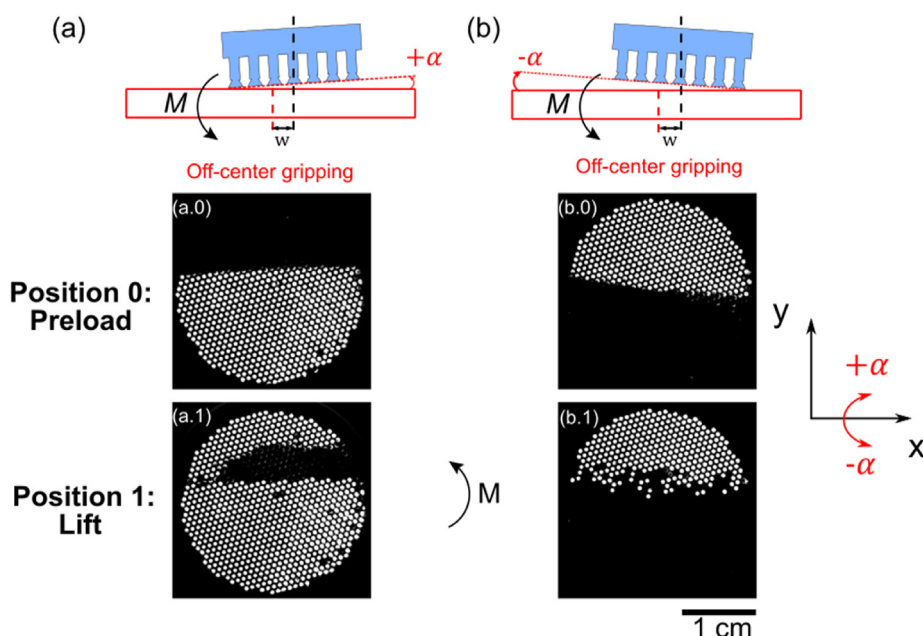 (a)
(b)
+α
-α
M
M
w
w
Off-center gripping
Off-center gripping
(a.0)
(b.0)
Position 0:
Preload
y
+α
x
-α
(a.1)
(b.1)
Position 1:
Lift
M
1 cm